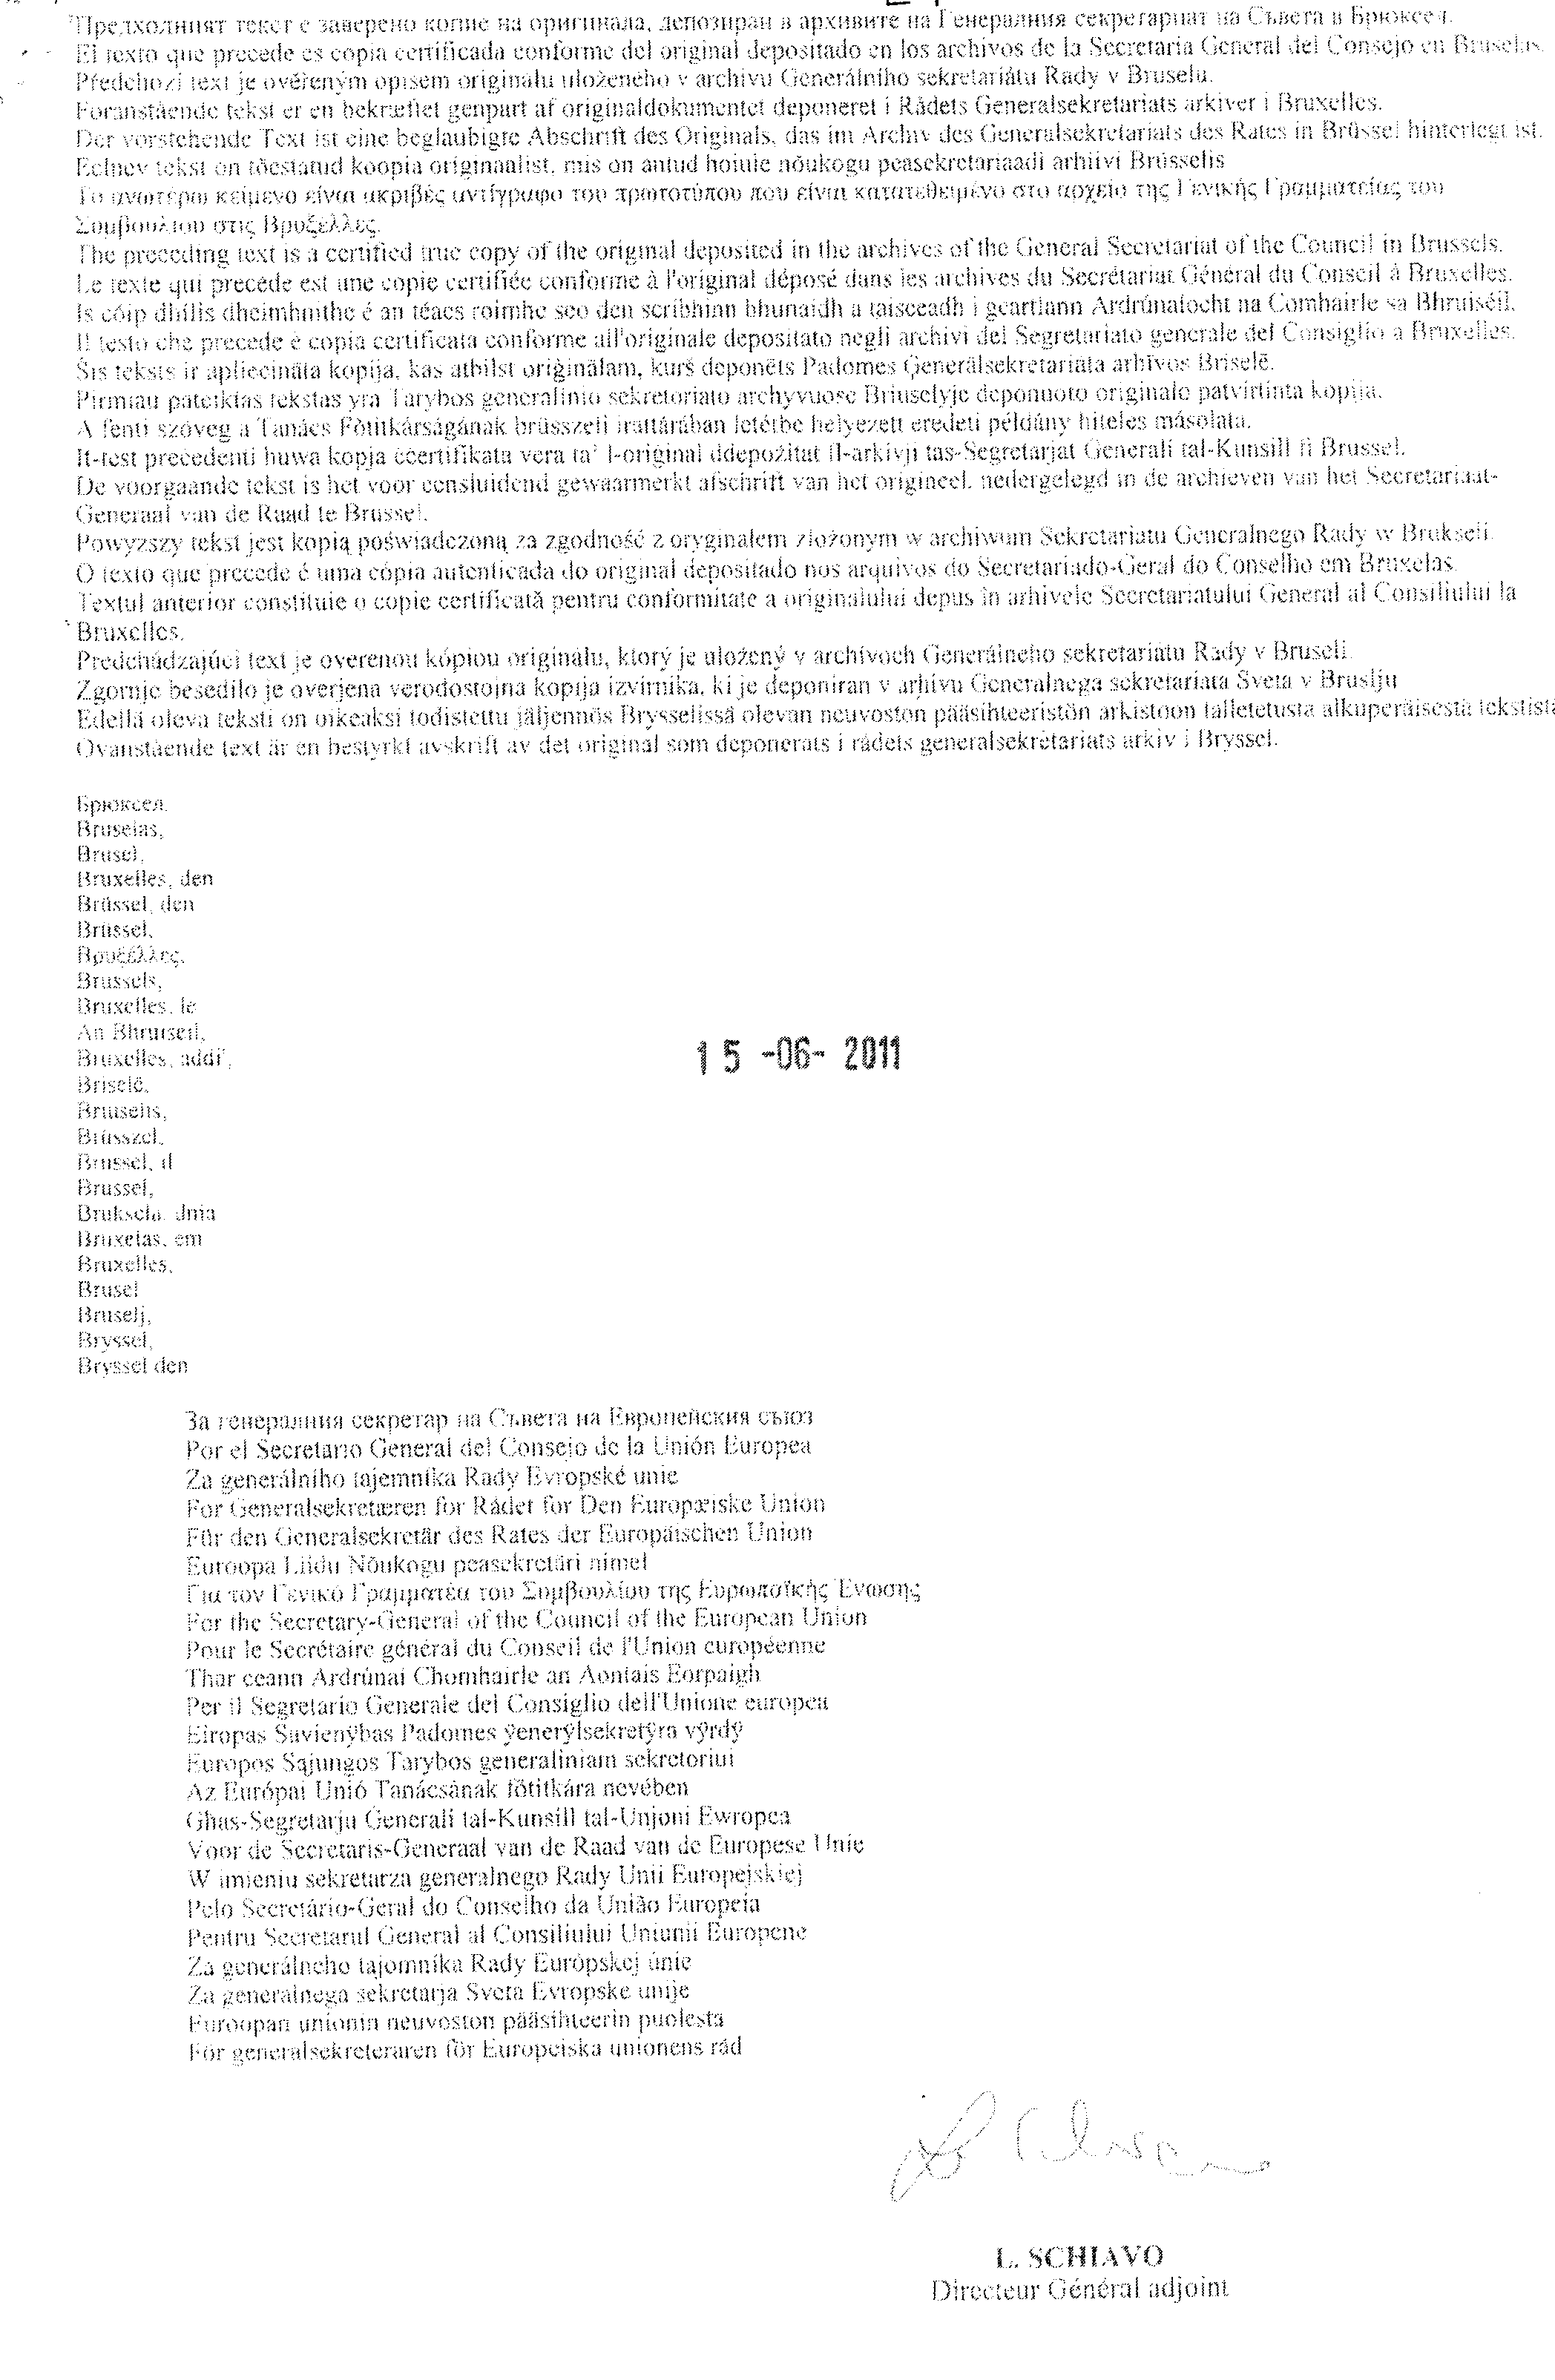 Предходният текст е заверено копие на оригинала, депозиран в архивите на Генералния секретариат на Съвета в Брюксел.
El texto que precede es copia certificada conforme del original depositado en los archivos de la Secretaría General del Consejo en Bruselas.
Předchozí text je ověřeným opisem originálu uloženého v archivu Generálního sekretariátu Rady v Bruselu.
Foranstående tekst er en bekræftet genpart af originaldokumentet deponeret i Rådets Generalsekretariats arkiver i Bruxelles.
Der vorstehende Text ist eine beglaubigte Abschrift des Originals, das im Archiv des Generalsekretariats des Rates in Brüssel hinterlegt ist.
Eelnev tekst on tõestatud koopia originaalist, mis on antud hoiule nõukogu peasekretariaadi arhiivi Brüsselis
Το ανωτέρω κείμενο είναι ακριβές αντίγραφο του πρωτοτύπου που είναι κατατεθειμένο στο αρχείο της Γενικής Γραμματείας του
Συμβουλίου στις Βρυξέλλες.
The preceding text is a certified true copy of the original deposited in the archives of the General Secretariat of the Council in Brussels.
Le texte qui précède est une copie certifiée conforme à l'original déposé dans les archives du Secrétariat Général du Conseil à Bruxelles.
Is cóip dhílis dheimhnithe é an téacs roimhe seo den scríbhinn bhunaidh a taisceadh i gcartlann Ardrúnaíocht na Comhairle sa Bhruiséil.
Il testo che precede è copia certificata conforme all'originale depositato negli archivi del Segretariato generale del Consiglio a Bruxelles.
Šis teksts ir apliecināta kopija, kas atbilst oriģinālam, kurš deponēts Padomes Ģenerālsekretariāta arhīvos Briselē.
Pirmiau pateiktas tekstas yra Tarybos generalinio sekretoriato archyvuose Briuselyje deponuoto originalo patvirtinta kopija.
A fenti szöveg a Tanács Főtitkárságának brüsszeli irattárában letétbe helyezett eredeti példány hiteles másolata.
It-test preċedenti huwa kopja ċċertifikata vera ta' l-oriġinal ddepożitat fl-arkivji tas-Segretarjat Ġenerali tal-Kunsill fi Brussel.
De voorgaande tekst is het voor eensluidend gewaarmerkt afschrift van het origineel, nedergelegd in de archieven van het Secretariaat-
Generaal van de Raad te Brussel.
Powyższy tekst jest kopią poświadczoną za zgodność z oryginałem złożonym w archiwum Sekretariatu Generalnego Rady w Brukseli.
O texto que precede é uma cópia autenticada do original depositado nos arquivos do Secretariado-Geral do Conselho em Bruxelas.
Textul anterior constituie o copie certificată pentru conformitate a originalului depus în arhivele Secretariatului General al Consiliului la
Bruxelles.
Predchádzajúci text je overenou kópiou originálu, ktorý je uložený v archívoch Generálneho sekretariátu Rady v Bruseli.
Zgornje besedilo je overjena verodostojna kopija izvirnika, ki je deponiran v arhivu Generalnega sekretariata Sveta v Bruslju
Edellä oleva teksti on oikeaksi todistettu jäljennös Brysselissä olevan neuvoston pääsihteeristön arkistoon talletetusta alkuperäisestä tekstistä
Ovanstående text är en bestyrkt avskrift av det original som deponerats i rådets generalsekretariats arkiv i Bryssel.
Брюксел,
Bruselas,
Brusel,
Bruxelles, den
Brüssel, den
Brüssel,
Βρυξέλλες,
Brussels,
Bruxelles, le
An Bhruiséil,
Bruxelles, addì',
Briselē,
Briuselis,
Brüsszel,
Brussel, il
Brussel,
Bruksela, dnia
Bruxelas, em
Bruxelles,
Brusel
Bruselj,
Bryssel,
Bryssel den
15 -06- 2011
За генералния секретар на Съвета на Европейския съюз
Por el Secretario General del Consejo de la Unión Europea
Za generálního tajemníka Rady Evropské unie
For Generalsekretæren for Rådet for Den Europæiske Union
Für den Generalsekretär des Rates der Europäischen Union
Euroopa Liidu Nõukogu peasekretäri nimel
Για τον Γενικό Γραμματέα του Συμβουλίου της Ευρωπαϊκής Ένωσης
For the Secretary-General of the Council of the European Union
Pour le Secrétaire général du Conseil de l'Union européenne
Thar ceann Ardrúnaí Chomhairle an Aontais Eorpaigh
Per il Segretario Generale del Consiglio dell'Unione europea
Eiropas Savienÿbas Padomes ÿenerÿlsekretÿra vÿrdÿ
Europos Sąjungos Tarybos generaliniam sekretoriui
Az Európai Unió Tanácsának főtitkára nevében
Għas-Segretarju Ġenerali tal-Kunsill tal-Unjoni Ewropea
Voor de Secretaris-Generaal van de Raad van de Europese Unie
W imieniu sekretarza generalnego Rady Unii Europejskiej
Pelo Secretário-Geral do Conselho da União Europeia
Pentru Secretarul General al Consiliului Uniunii Europene
Za generálneho tajomníka Rady Európskej únie
Za generalnega sekretarja Sveta Evropske unije
Euroopan unionin neuvoston pääsihteerin puolesta
För generalsekreteraren för Europeiska unionens råd
L. SCHIAVO
Directeur Général adjoint